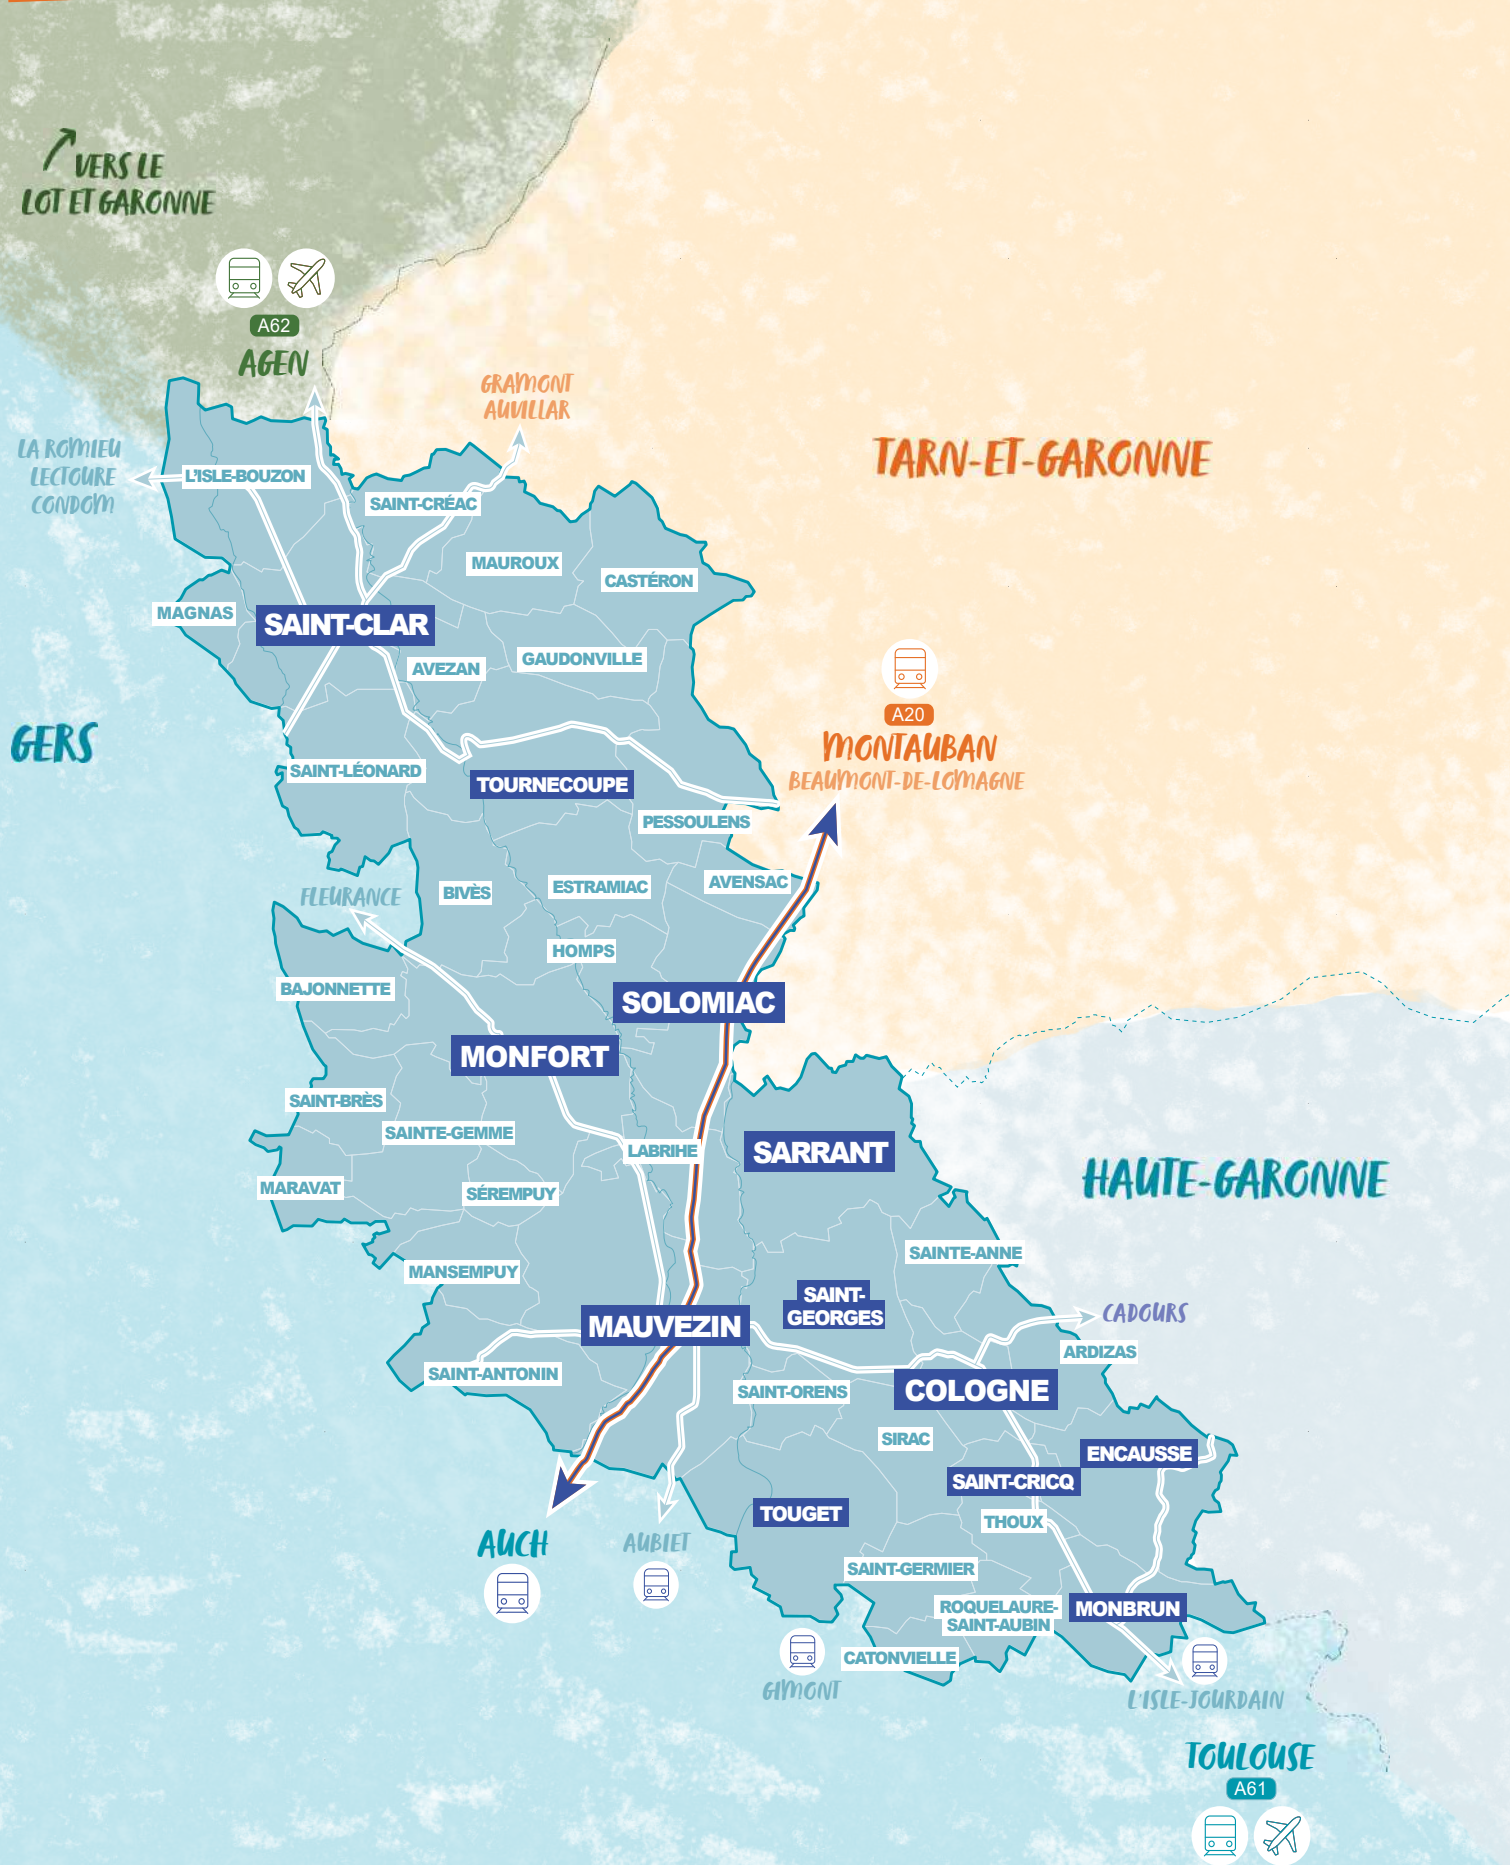 VERS LE
LOT ET GARONNE
A62
AGEN
GRAMONT
AUVILLAR
LA ROMIEU
LECTOURE
CONDOM
TARN-ET-GARONNE
L'ISLE-BOUZON
SAINT-CRÉAC
MAUROUX
CASTÉRON
MAGNAS
SAINT-CLAR
AVEZAN
GAUDONVILLE
GERS
A20
MONTAUBAN
BEAUMONT-DE-LOMAGNE
SAINT-LÉONARD
TOURNECOUPE
PESSOULENS
FLEURANCE
BIVÈS
ESTRAMIAC
AVENSAC
HOMPS
BAJONNETTE
SOLOMIAC
MONFORT
SAINT-BRÈS
SAINTE-GEMME
LABRIHE
SARRANT
HAUTE-GARONNE
MARAVAT
SÉREMPUY
SAINTE-ANNE
MANSEMPUY
SAINT-
GEORGES
CADOURS
MAUVEZIN
ARDIZAS
SAINT-ANTONIN
SAINT-ORENS
COLOGNE
SIRAC
ENCAUSSE
SAINT-CRICQ
TOUGET
THOUX
AUCH
AUBIET
SAINT-GERMIER
ROQUELAURE-
SAINT-AUBIN
MONBRUN
CATONVIELLE
GIMONT
L'ISLE-JOURDAIN
TOULOUSE
A61